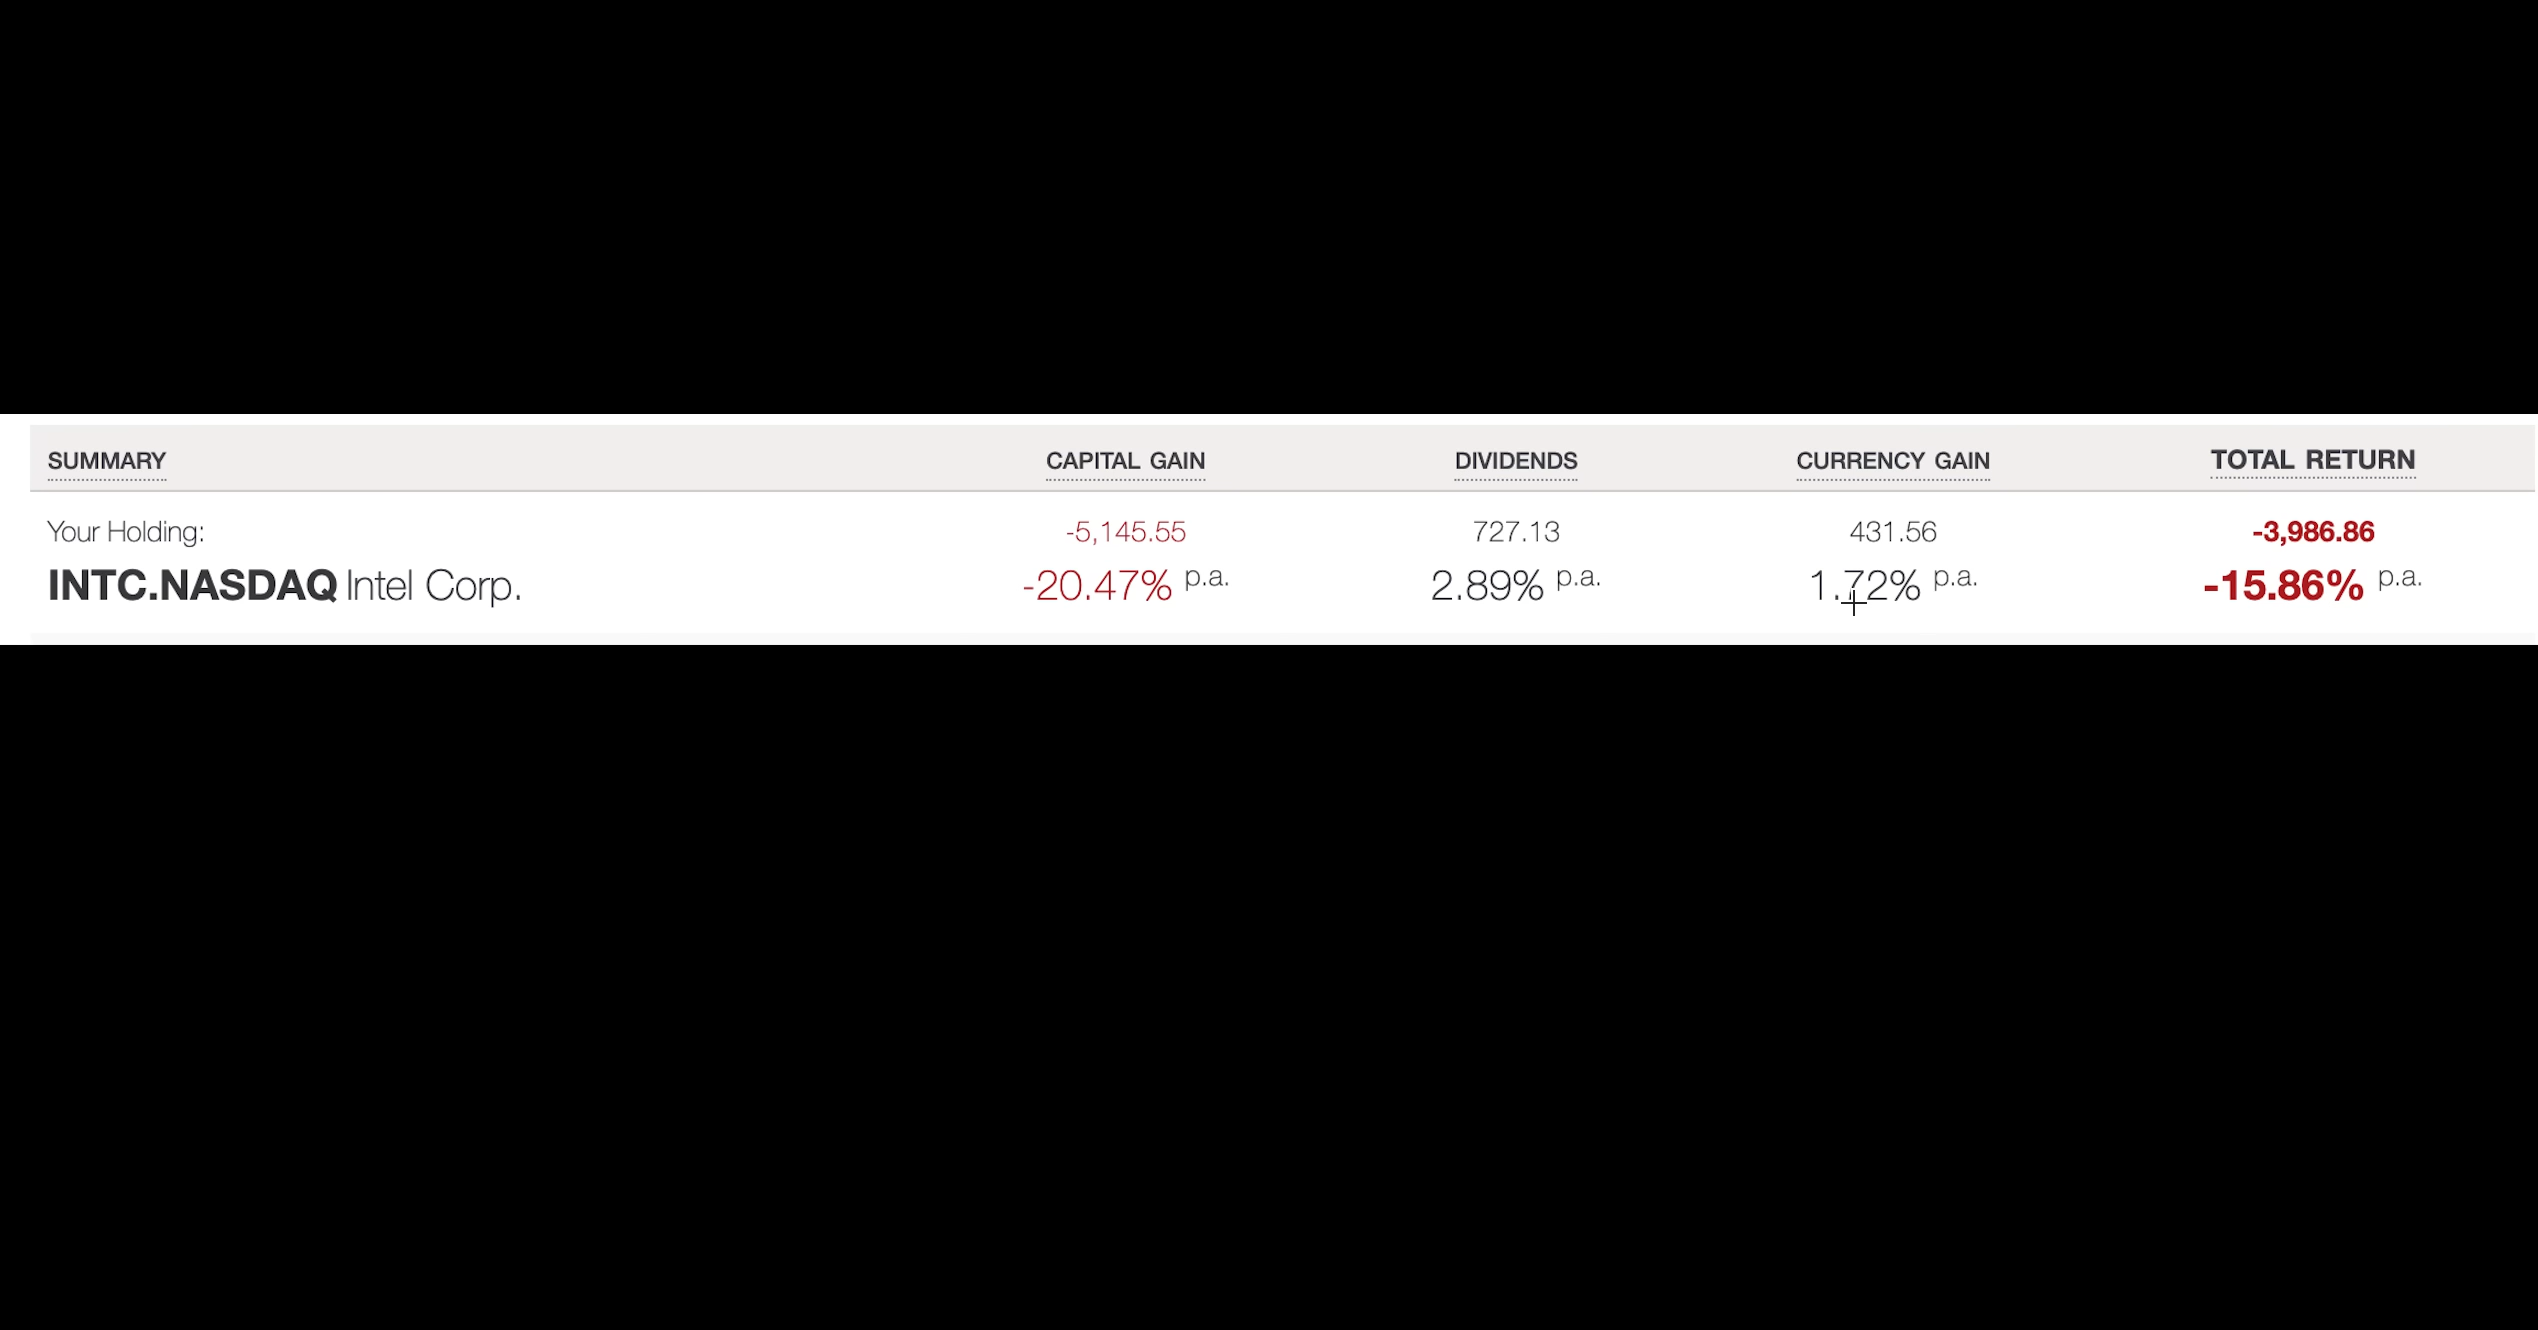 SUMMARY CAPITAL GAIN DIVIDENDS CURRENCY GAIN TOTAL RETURN
Your Holding: -5,145.55 727.13 431.56 -3,986.86
INTC.NASDAQ Intel Corp. -20.47% p.a. 2.89% p.a. 1.72% p.a. -15.86% p.a.